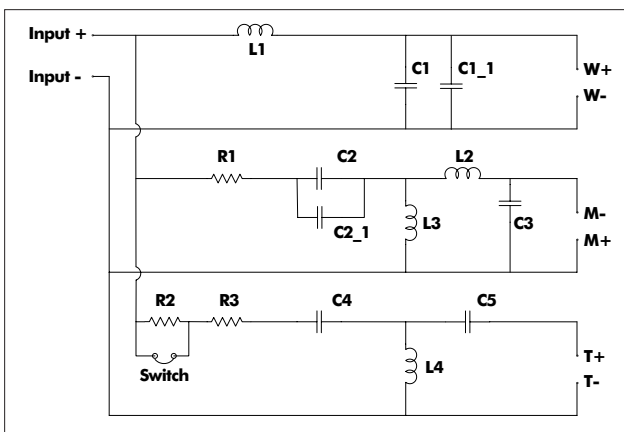 Input +
L1
Input -
C1 C1_1
W+
W-
R1 C2 L2
C2_1 L3 C3
M-
M+
R2 R3 C4 C5
Switch
L4
T+
T-